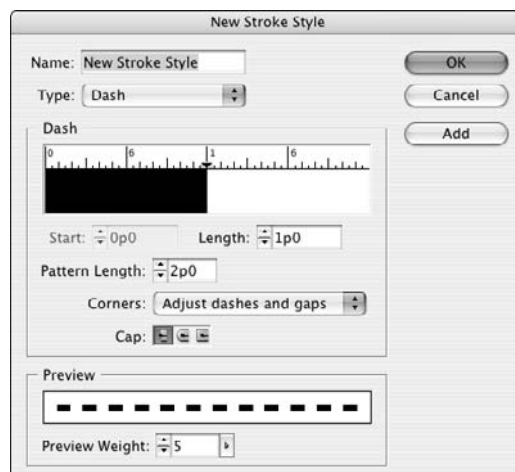 New Stroke Style
Name: New Stroke Style
OK
Type: Dash
Cancel
Add
Dash
0 6 1 6
Start: 0p0 Length: 1p0
Pattern Length: 2p0
Corners: Adjust dashes and gaps
Cap:
Preview
Preview Weight: 5